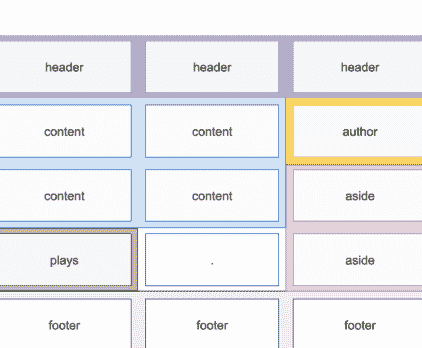 header header header
content content author
content content aside
plays . aside
footer footer footer